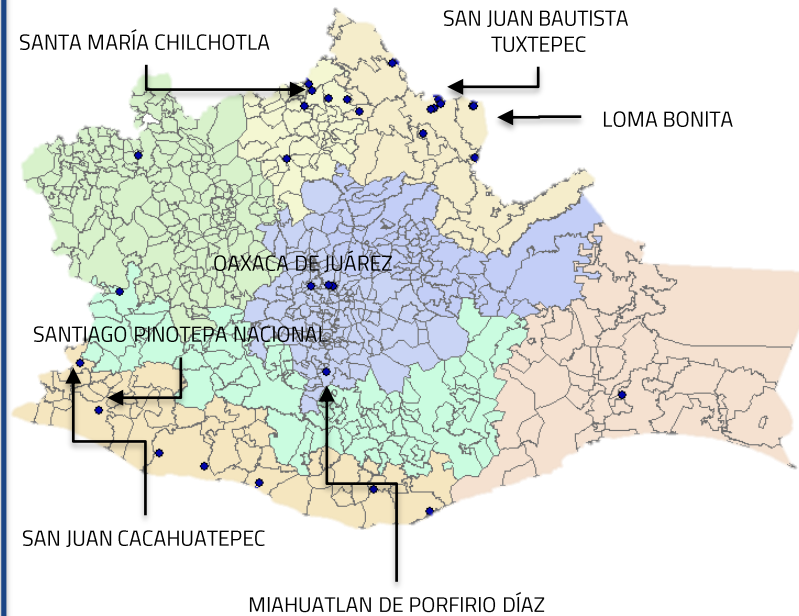 SAN JUAN BAUTISTA
TUXTEPEC
SANTA MARÍA CHILCHOTLA
LOMA BONITA
OAXACA DE JUÁREZ
SANTIAGO PINOTEPA NACIONAL
SAN JUAN CACAHUATEPEC
MIAHUATLAN DE PORFIRIO DÍAZ